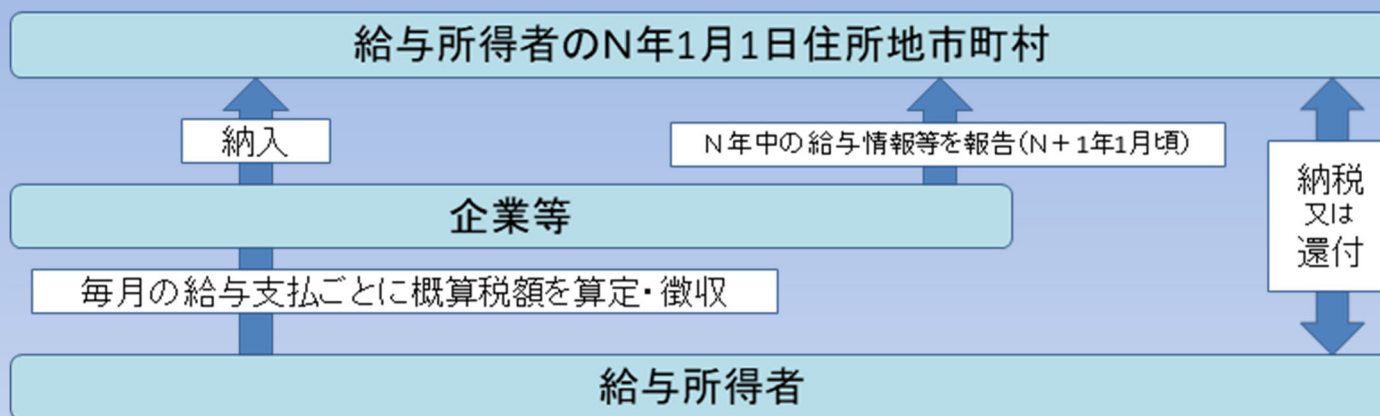 給与所得者のN年1月1日住所地市町村
納入
N年中の給与情報等を報告(N+1年1月頃)
納税
又は
還付
企業等
毎月の給与支払ごとに概算税額を算定・徴収
給与所得者